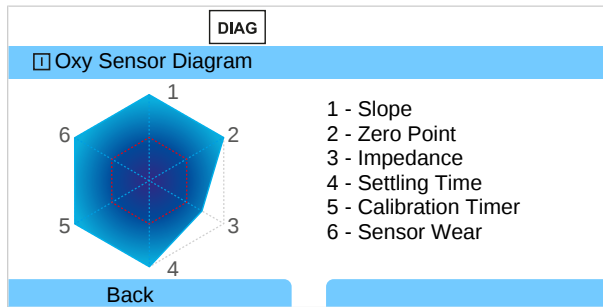 DIAG
I Oxy Sensor Diagram
1
2
3
4
5
6
1 - Slope
2 - Zero Point
3 - Impedance
4 - Settling Time
5 - Calibration Timer
6 - Sensor Wear
Back